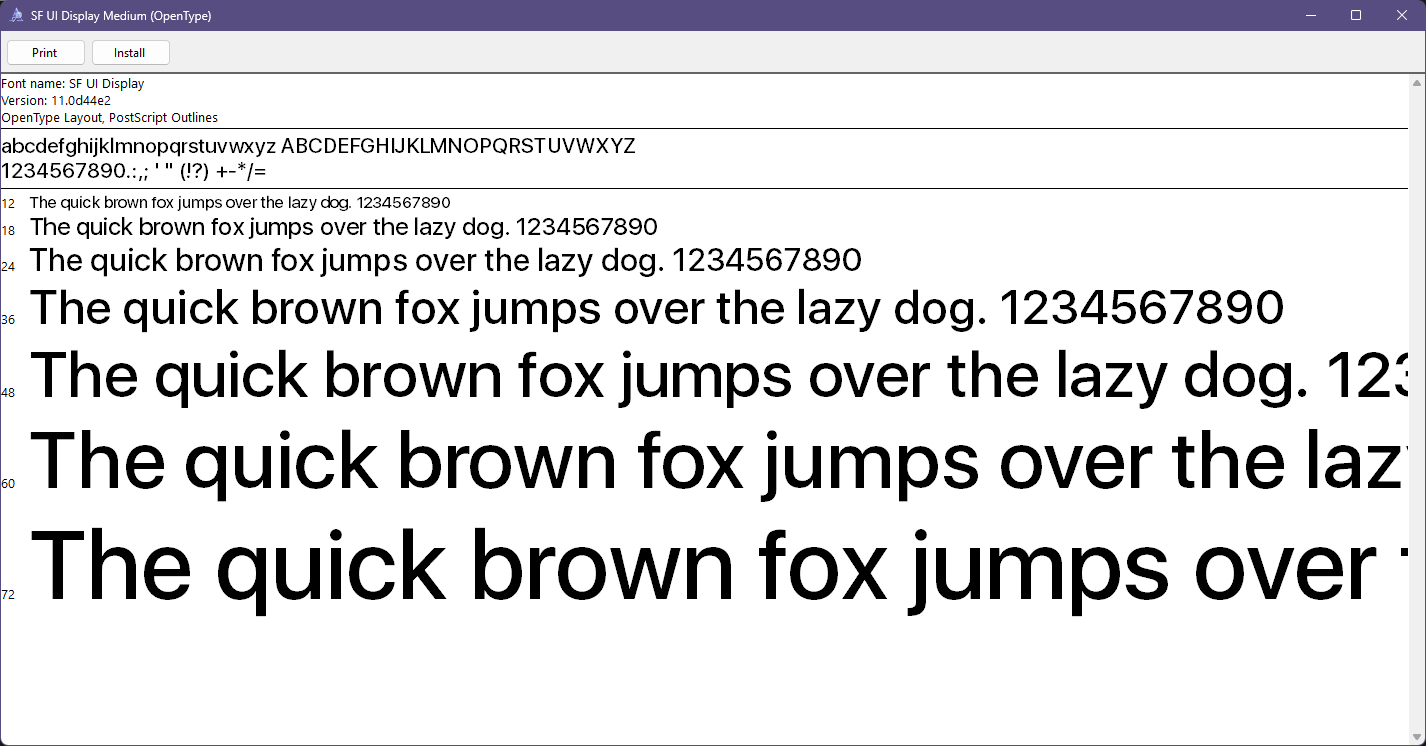 SF UI Display Medium (OpenType)
Print Install
Font name: SF UI Display
Version: 11.0d44e2
OpenType Layout, PostScript Outlines
abcdefghijklmnopqrstuvwxyz ABCDEFGHIJKLMNOPQRSTUVWXYZ
1234567890.:,; ' " (!?) +-*/=
12 The quick brown fox jumps over the lazy dog. 1234567890
18 The quick brown fox jumps over the lazy dog. 1234567890
24 The quick brown fox jumps over the lazy dog. 1234567890
36 The quick brown fox jumps over the lazy dog. 1234567890
48 The quick brown fox jumps over the lazy dog. 123
60 The quick brown fox jumps over the lazy
72 The quick brown fox jumps over